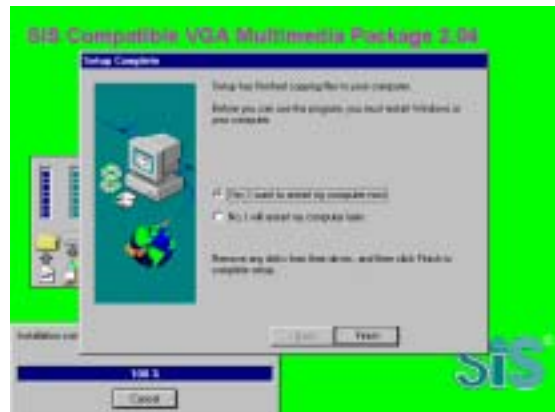 SIS Compatible VGA Multimedia Package 2.04
Setup Complete
Setup has finished copying files to your computer.
Before you can use the program, you must restart Windows or
your computer.
Yes, I want to restart my computer now.
No, I will restart my computer later.
Remove any disks from their drives, and then click Finish to
complete setup.
Finish
100 %
Cancel
SiS